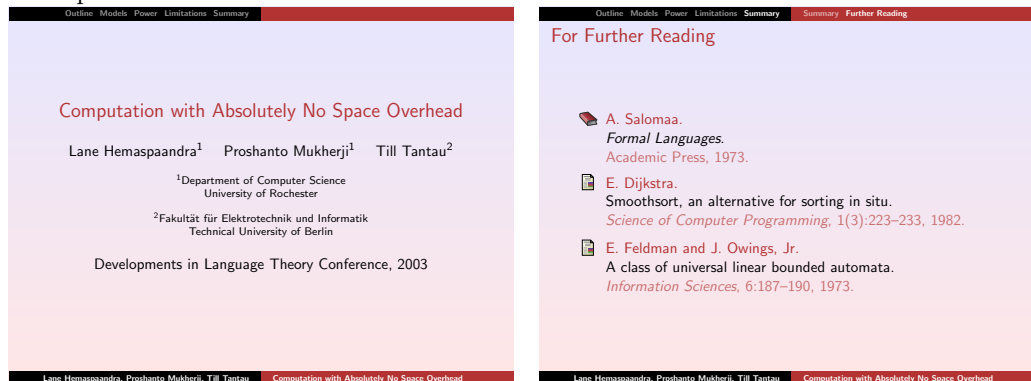 Outline Models Power Limitations Summary
Computation with Absolutely No Space Overhead
Lane Hemaspaandra1 Proshanto Mukherji1 Till Tantau2
1Department of Computer Science
University of Rochester
2Fakultät für Elektrotechnik und Informatik
Technical University of Berlin
Developments in Language Theory Conference, 2003
Lane Hemaspaandra, Proshanto Mukherji, Till Tantau Computation with Absolutely No Space Overhead
Outline Models Power Limitations Summary Summary Further Reading
For Further Reading
A. Salomaa.
Formal Languages.
Academic Press, 1973.
E. Dijkstra.
Smoothsort, an alternative for sorting in situ.
Science of Computer Programming, 1(3):223–233, 1982.
E. Feldman and J. Owings, Jr.
A class of universal linear bounded automata.
Information Sciences, 6:187–190, 1973.
Lane Hemaspaandra, Proshanto Mukherji, Till Tantau Computation with Absolutely No Space Overhead